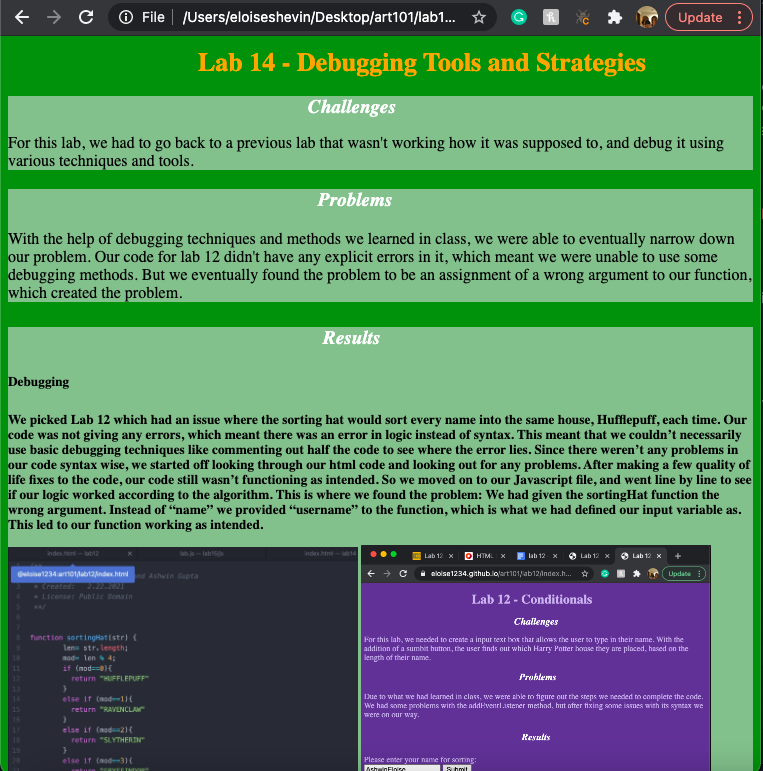 File
/Users/eloiseshevin/Desktop/art101/lab1...
Update
Lab 14 - Debugging Tools and Strategies
Challenges
For this lab, we had to go back to a previous lab that wasn't working how it was supposed to, and debug it using
various techniques and tools.
Problems
With the help of debugging techniques and methods we learned in class, we were able to eventually narrow down
our problem. Our code for lab 12 didn't have any explicit errors in it, which meant we were unable to use some
debugging methods. But we eventually found the problem to be an assignment of a wrong argument to our function,
which created the problem.
Results
Debugging
We picked Lab 12 which had an issue where the sorting hat would sort every name into the same house, Hufflepuff, each time. Our
code was not giving any errors, which meant there was an error in logic instead of syntax. This meant that we couldn’t necessarily
use basic debugging techniques like commenting out half the code to see where the error lies. Since there weren’t any problems in
our code syntax wise, we started off looking through our html code and looking out for any problems. After making a few quality of
life fixes to the code, our code still wasn’t functioning as intended. So we moved on to our Javascript file, and went line by line to see
if our logic worked according to the algorithm. This is where we found the problem: We had given the sortingHat function the
wrong argument. Instead of “name” we provided “username” to the function, which is what we had defined our input variable as.
This led to our function working as intended.
index.html — lab12
lab.js — lab15/js
index.html — lab14
@eloise1234:art101/lab12/index.html
and Ashwin Gupta
* Created: 2.22.2021
* License: Public Domain
**/
function sortingHat(str) {
len= str.length;
mod= len % 4;
if (mod==0){
return "HUFFLEPUFF"
}
else if (mod==1){
return "RAVENCLAW"
}
else if (mod==2){
return "SLYTHERIN"
}
else if (mod==3){
Lab 12
HTML
lab 12
Lab 12
Lab 12
eloise1234.github.io/art101/lab12/index.h...
Update
Lab 12 - Conditionals
Challenges
For this lab, we needed to create a input text box that allows the user to type in their name. With the
addition of a sumbit button, the user finds out which Harry Potter house they are placed, based on the
length of their name.
Problems
Due to what we had learned in class, we were able to figure out the steps we needed to complete the code.
We had some problems with the addEventListener method, but after fixing some issues with its syntax we
were on our way.
Results
Please enter your name for sorting:
AshwinEloise
Submit